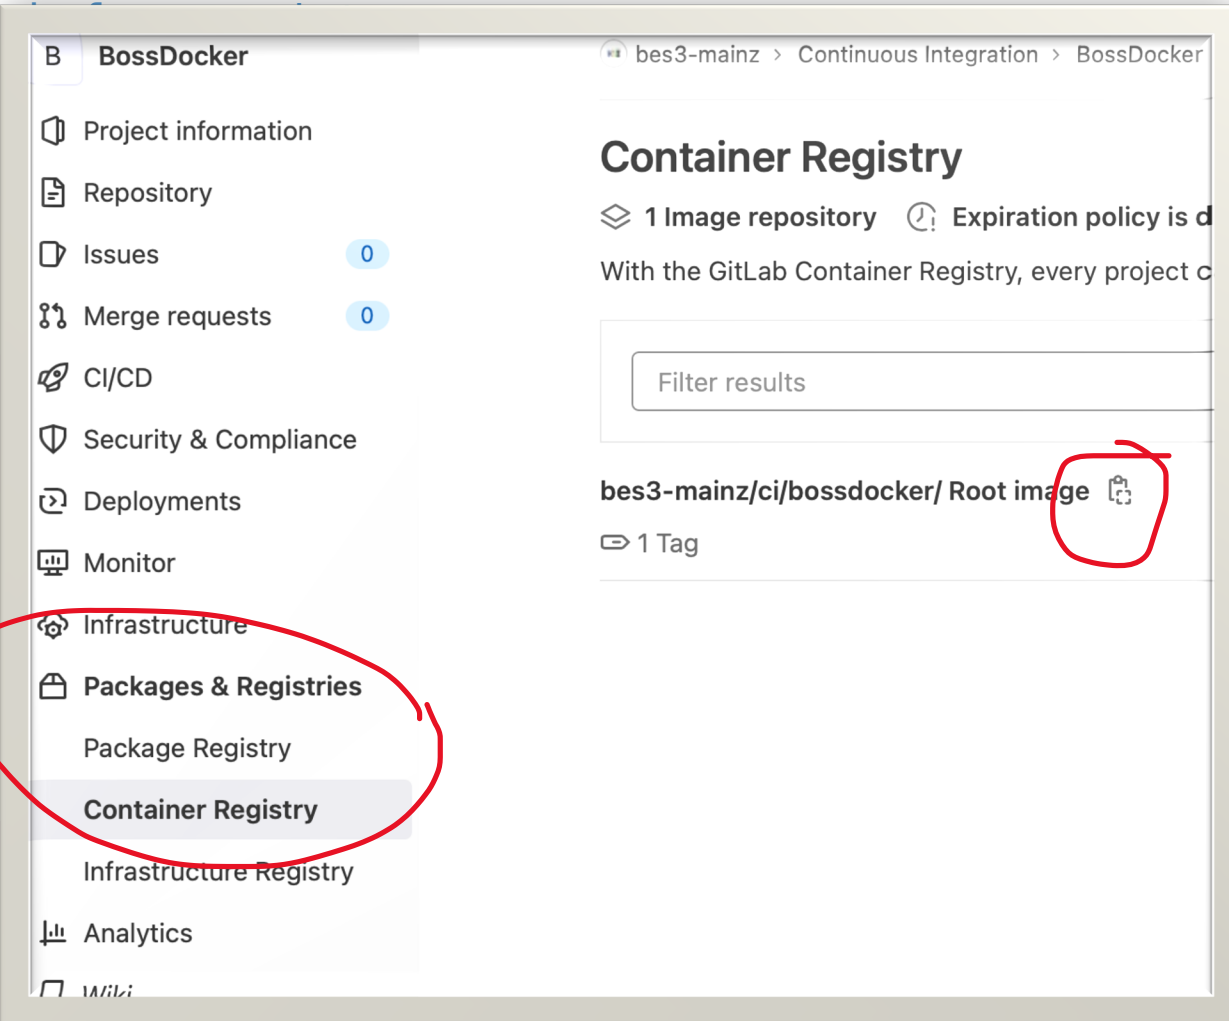 B BossDocker
Project information
Repository
Issues 0
Merge requests 0
CI/CD
Security & Compliance
Deployments
Monitor
Infrastructure
Packages & Registries
Package Registry
Container Registry
Infrastructure Registry
Analytics
Wiki
bes3-mainz > Continuous Integration > BossDocker
Container Registry
1 Image repository Expiration policy is d
With the GitLab Container Registry, every project c
Filter results
bes3-mainz/ci/bossdocker/ Root image
1 Tag